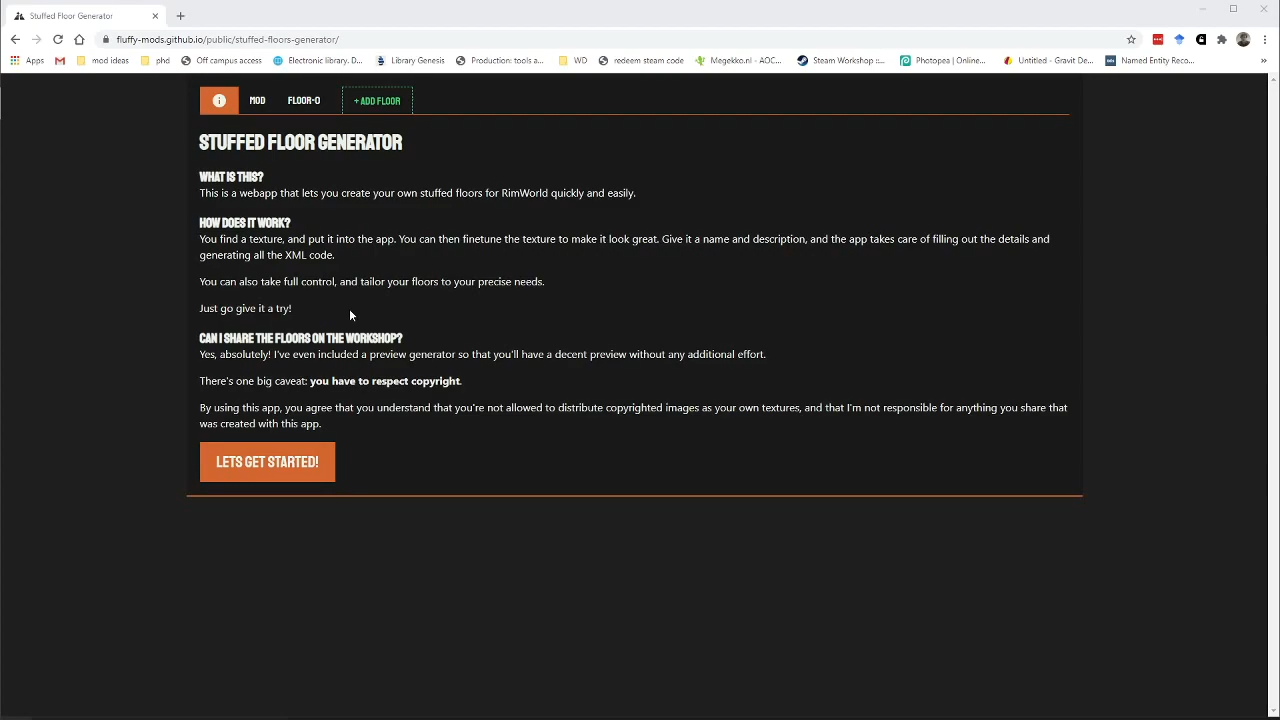 Stuffed Floor Generator
fluffy-mods.github.io/public/stuffed-floors-generator/
Apps
mod ideas
phd
Off campus access
Electronic library. D...
Library Genesis
Production: tools a...
WD
redeem steam code
Megekko.nl - AOC...
Steam Workshop ::...
Photopea | Online...
Untitled - Gravit De...
Named Entity Reco...
»
MOD
FLOOR-0
+ ADD FLOOR
STUFFED FLOOR GENERATOR
WHAT IS THIS?
This is a webapp that lets you create your own stuffed floors for RimWorld quickly and easily.
HOW DOES IT WORK?
You find a texture, and put it into the app. You can then finetune the texture to make it look great. Give it a name and description, and the app takes care of filling out the details and
generating all the XML code.
You can also take full control, and tailor your floors to your precise needs.
Just go give it a try!
CAN I SHARE THE FLOORS ON THE WORKSHOP?
Yes, absolutely! I've even included a preview generator so that you'll have a decent preview without any additional effort.
There's one big caveat: you have to respect copyright.
By using this app, you agree that you understand that you're not allowed to distribute copyrighted images as your own textures, and that I'm not responsible for anything you share that
was created with this app.
LETS GET STARTED!